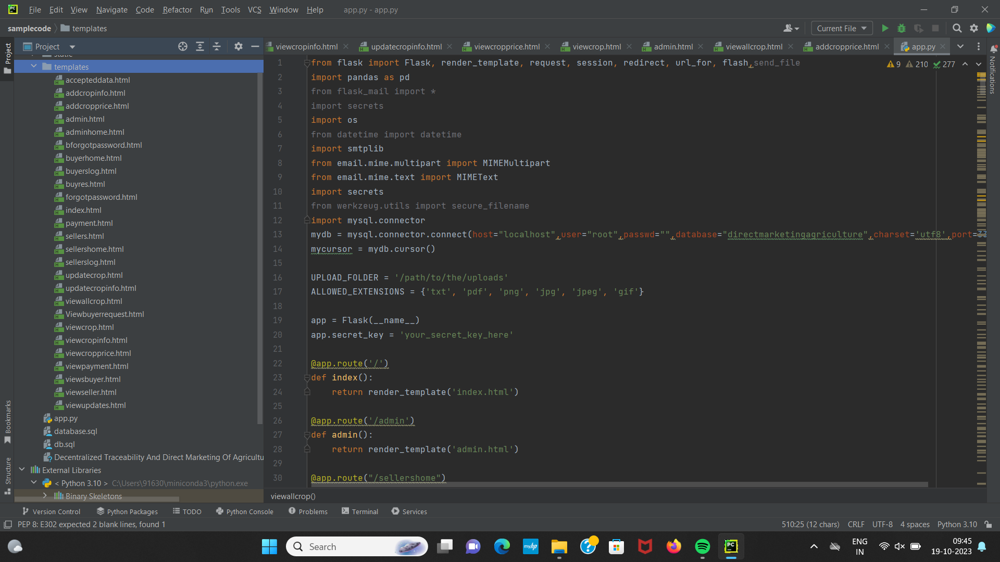 File Edit View Navigate Code Refactor Run Tools VCS Window Help app.py - app.py
samplecode templates
Current File
Project
viewcropinfo.html updatecropinfo.html viewcropprice.html viewcrop.html admin.html viewallcrop.html addcropprice.html app.py
Project
Bookmarks
Structure
Notifications
templates
accepteddata.html
addcropinfo.html
addcropprice.html
admin.html
adminhome.html
bforgotpassword.html
buyerhome.html
buyerslog.html
buyres.html
forgotpassword.html
index.html
payment.html
sellers.html
sellershome.html
sellerslog.html
updatecrop.html
updatecropinfo.html
viewallcrop.html
Viewbuyerrequest.html
viewcrop.html
viewcropinfo.html
viewcropprice.html
viewpayment.html
viewsbuyer.html
viewseller.html
viewupdates.html
app.py
database.sql
db.sql
Decentralized Traceability And Direct Marketing Of Agricultu
External Libraries
< Python 3.10 > C:\Users\91630\miniconda3\python.exe
Binary Skeletons
9 210 277
1 from flask import Flask, render_template, request, session, redirect, url_for, flash,send_file
2 import pandas as pd
3 from flask_mail import *
4 import secrets
5 import os
6 from datetime import datetime
7 import smtplib
8 from email.mime.multipart import MIMEMultipart
9 from email.mime.text import MIMEText
10 import secrets
11 from werkzeug.utils import secure_filename
12 import mysql.connector
13 mydb = mysql.connector.connect(host="localhost",user="root",passwd="",database="directmarketingagriculture",charset='utf8',port=33
14 mycursor = mydb.cursor()
15
16 UPLOAD_FOLDER = '/path/to/the/uploads'
17 ALLOWED_EXTENSIONS = {'txt', 'pdf', 'png', 'jpg', 'jpeg', 'gif'}
18
19 app = Flask(__name__)
20 app.secret_key = 'your_secret_key_here'
21
22 @app.route('/')
23 def index():
24 return render_template('index.html')
25
26 @app.route('/admin')
27 def admin():
28 return render_template('admin.html')
29
30 @app.route("/sellershome")
viewallcrop()
Version Control Python Packages TODO Python Console Problems Terminal Services
PEP 8: E302 expected 2 blank lines, found 1 510:25 (12 chars) CRLF UTF-8 4 spaces Python 3.10
Search
myhp
PC
ENG
IN
09:45
19-10-2023